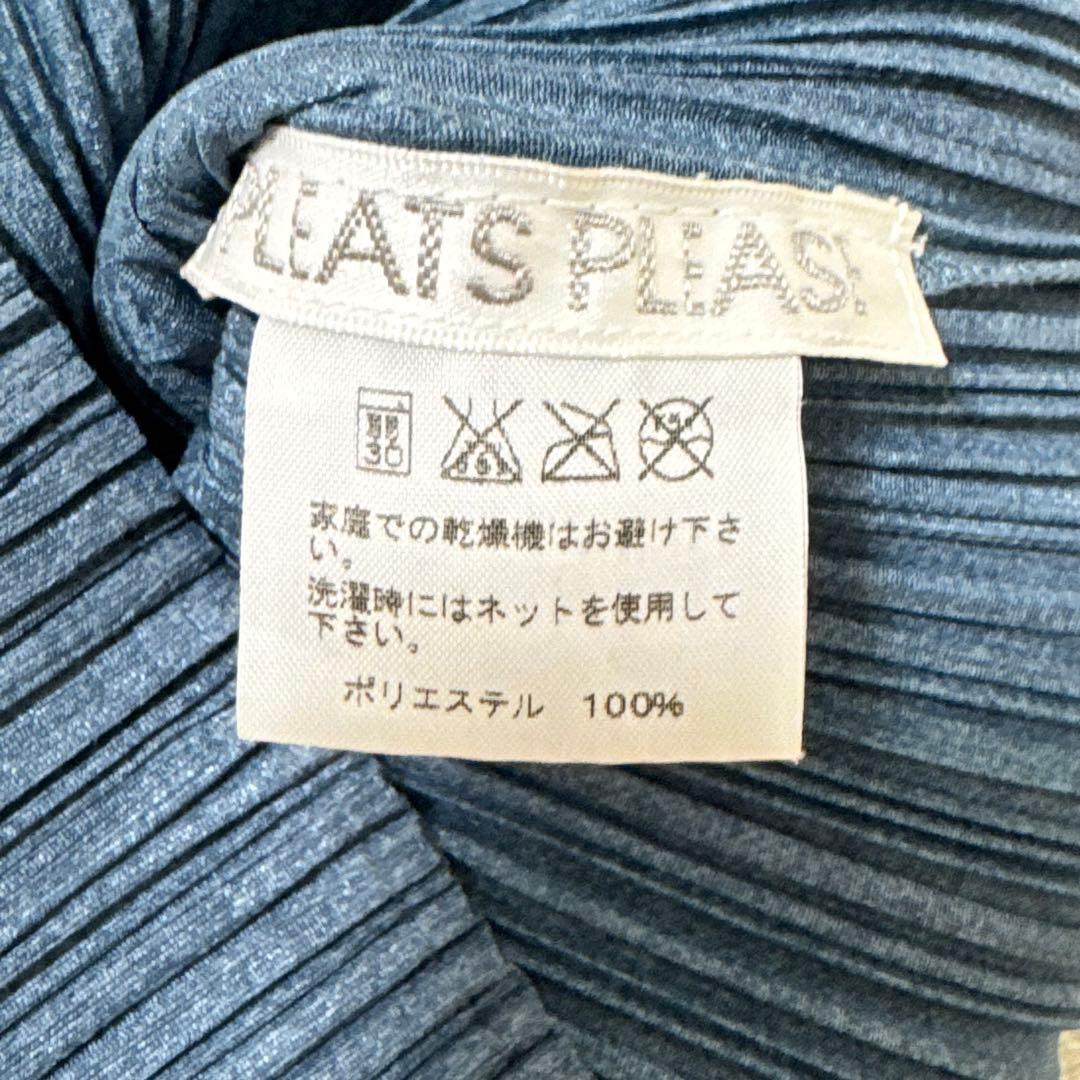 PLEATS PLEAS
弱
30
家庭での乾燥機はお避け下さ
い。
洗濯時にはネットを使用して
下さい。
ポリエステル 100%